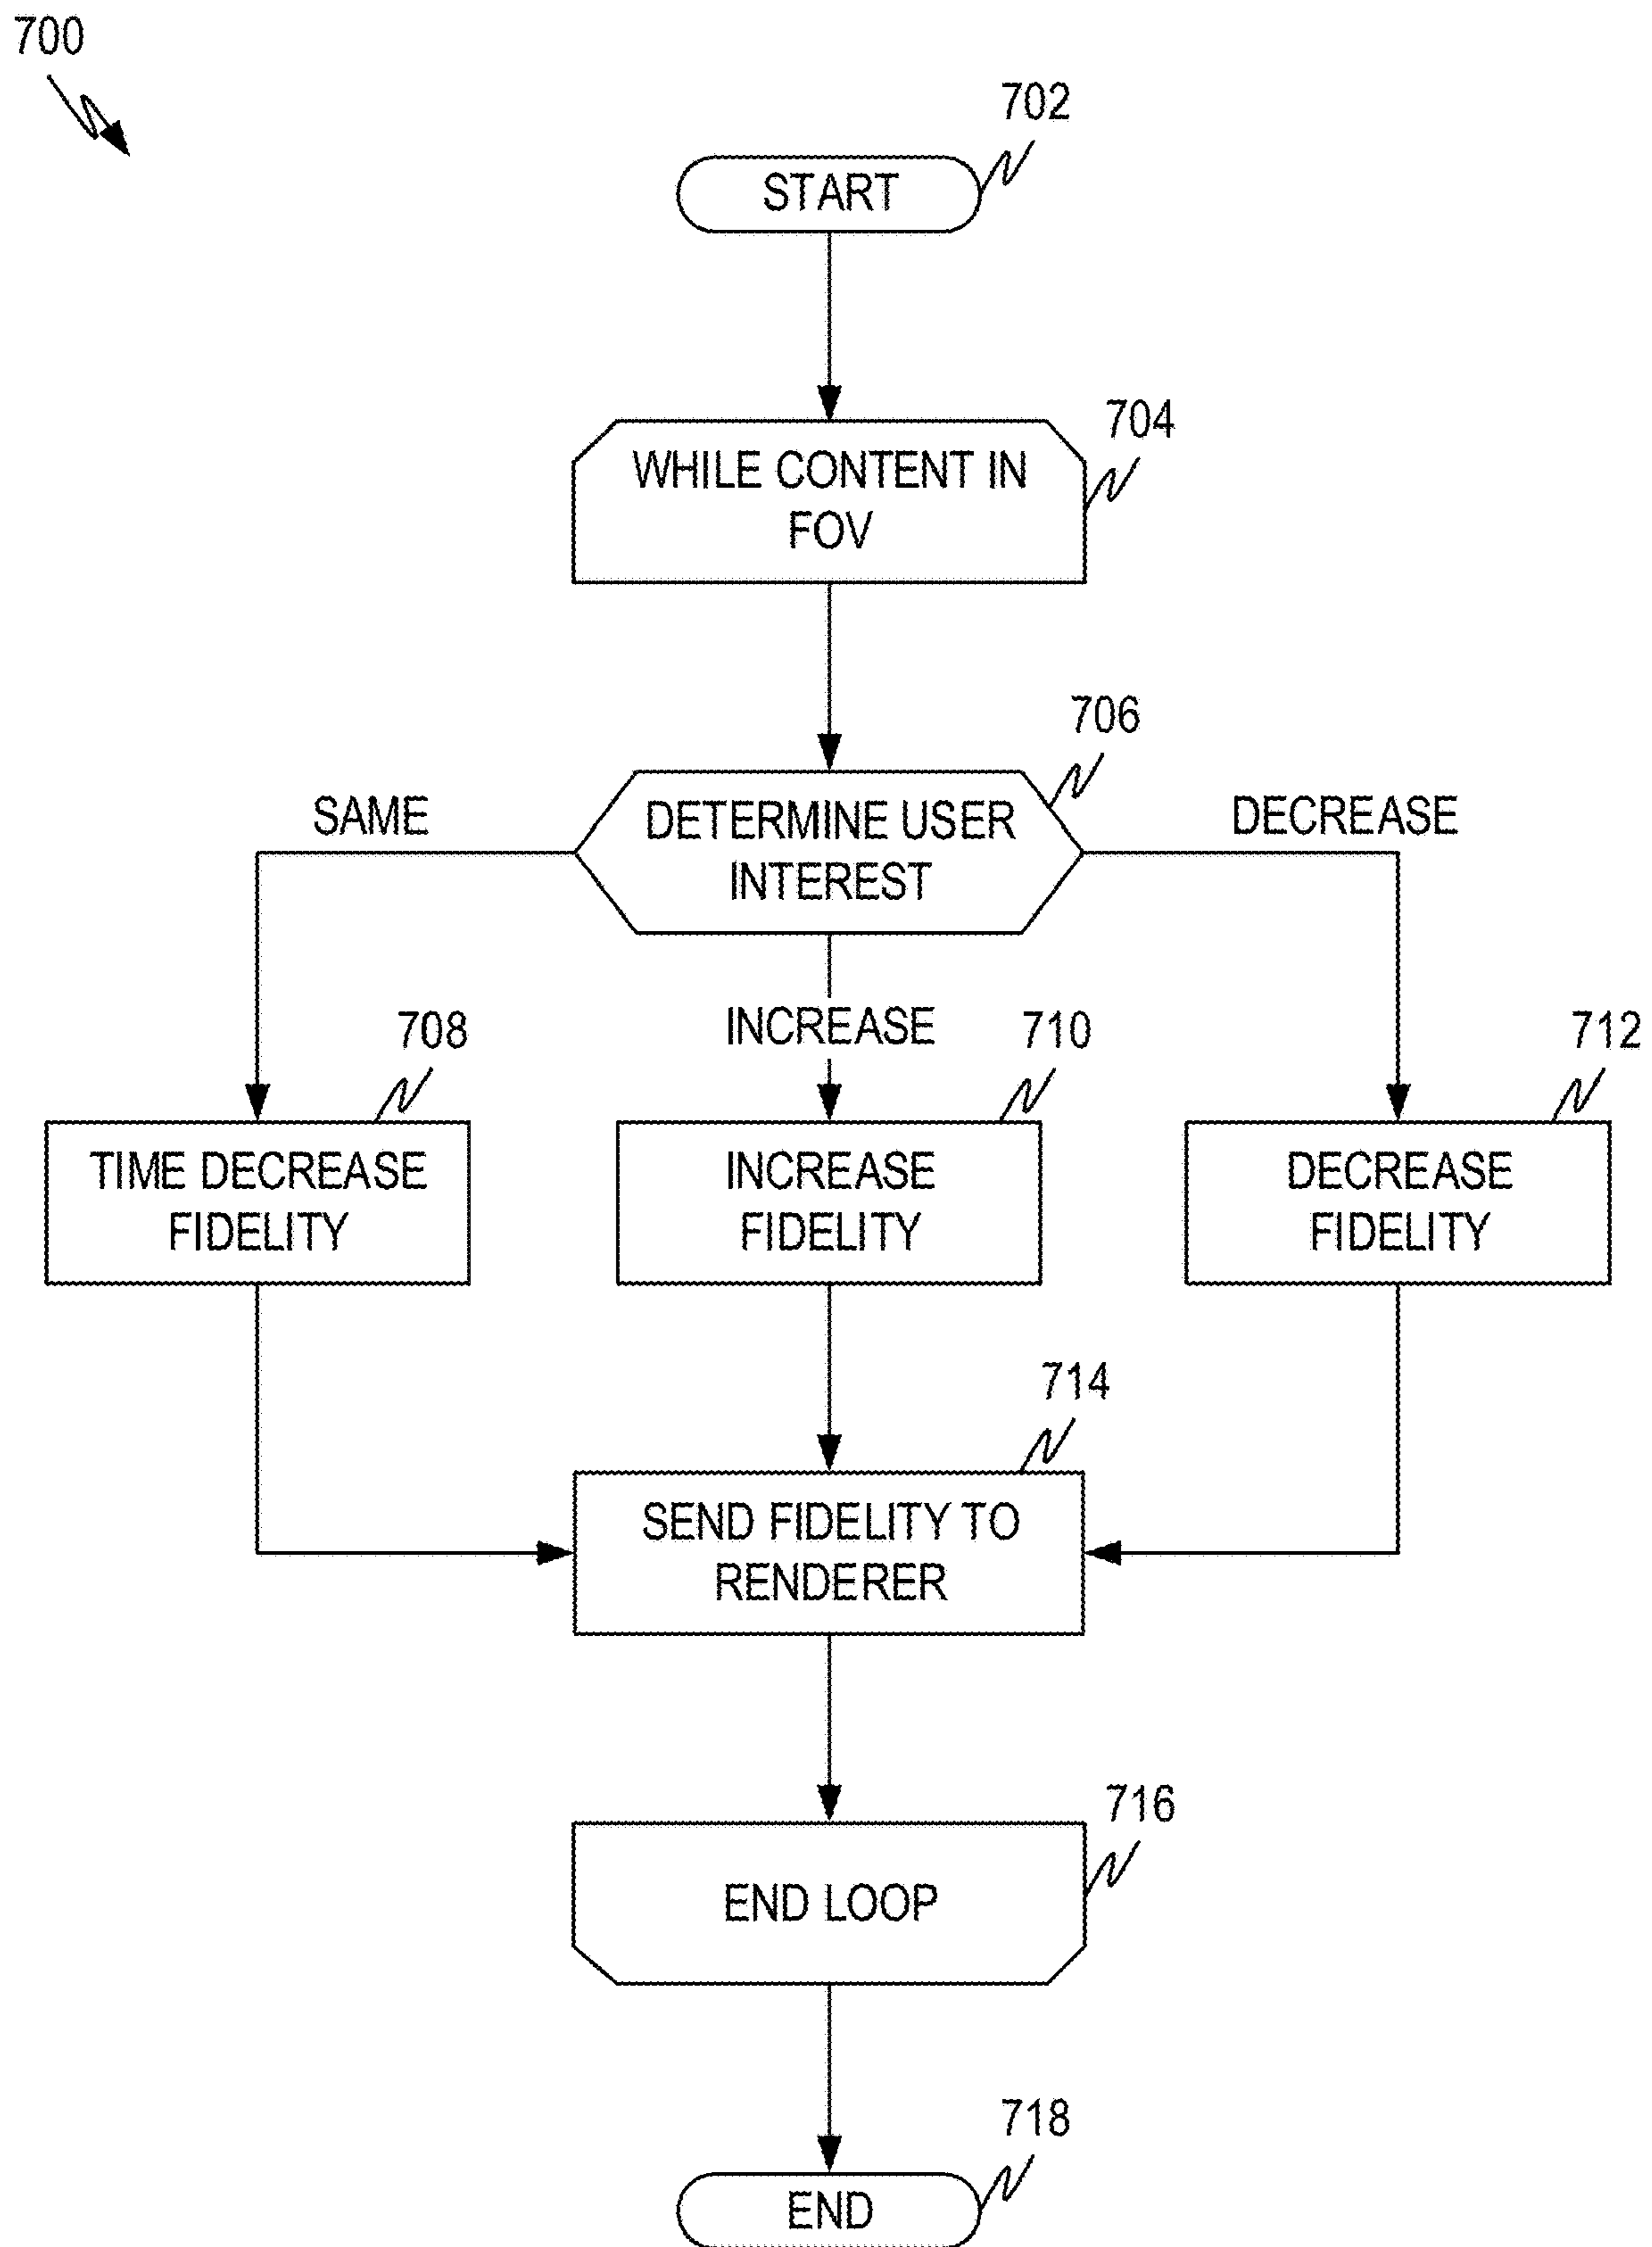 700
702
START
704
WHILE CONTENT IN
FOV
706
SAME
DETERMINE USER
INTEREST
DECREASE
708
INCREASE
710
712
TIME DECREASE
FIDELITY
INCREASE
FIDELITY
DECREASE
FIDELITY
714
SEND FIDELITY TO
RENDERER
716
END LOOP
718
END